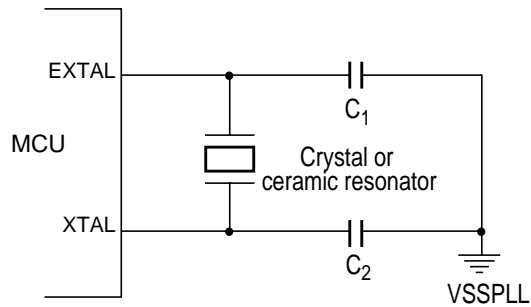 EXTAL
C1
MCU
Crystal or
ceramic resonator
XTAL
C2
VSSPLL